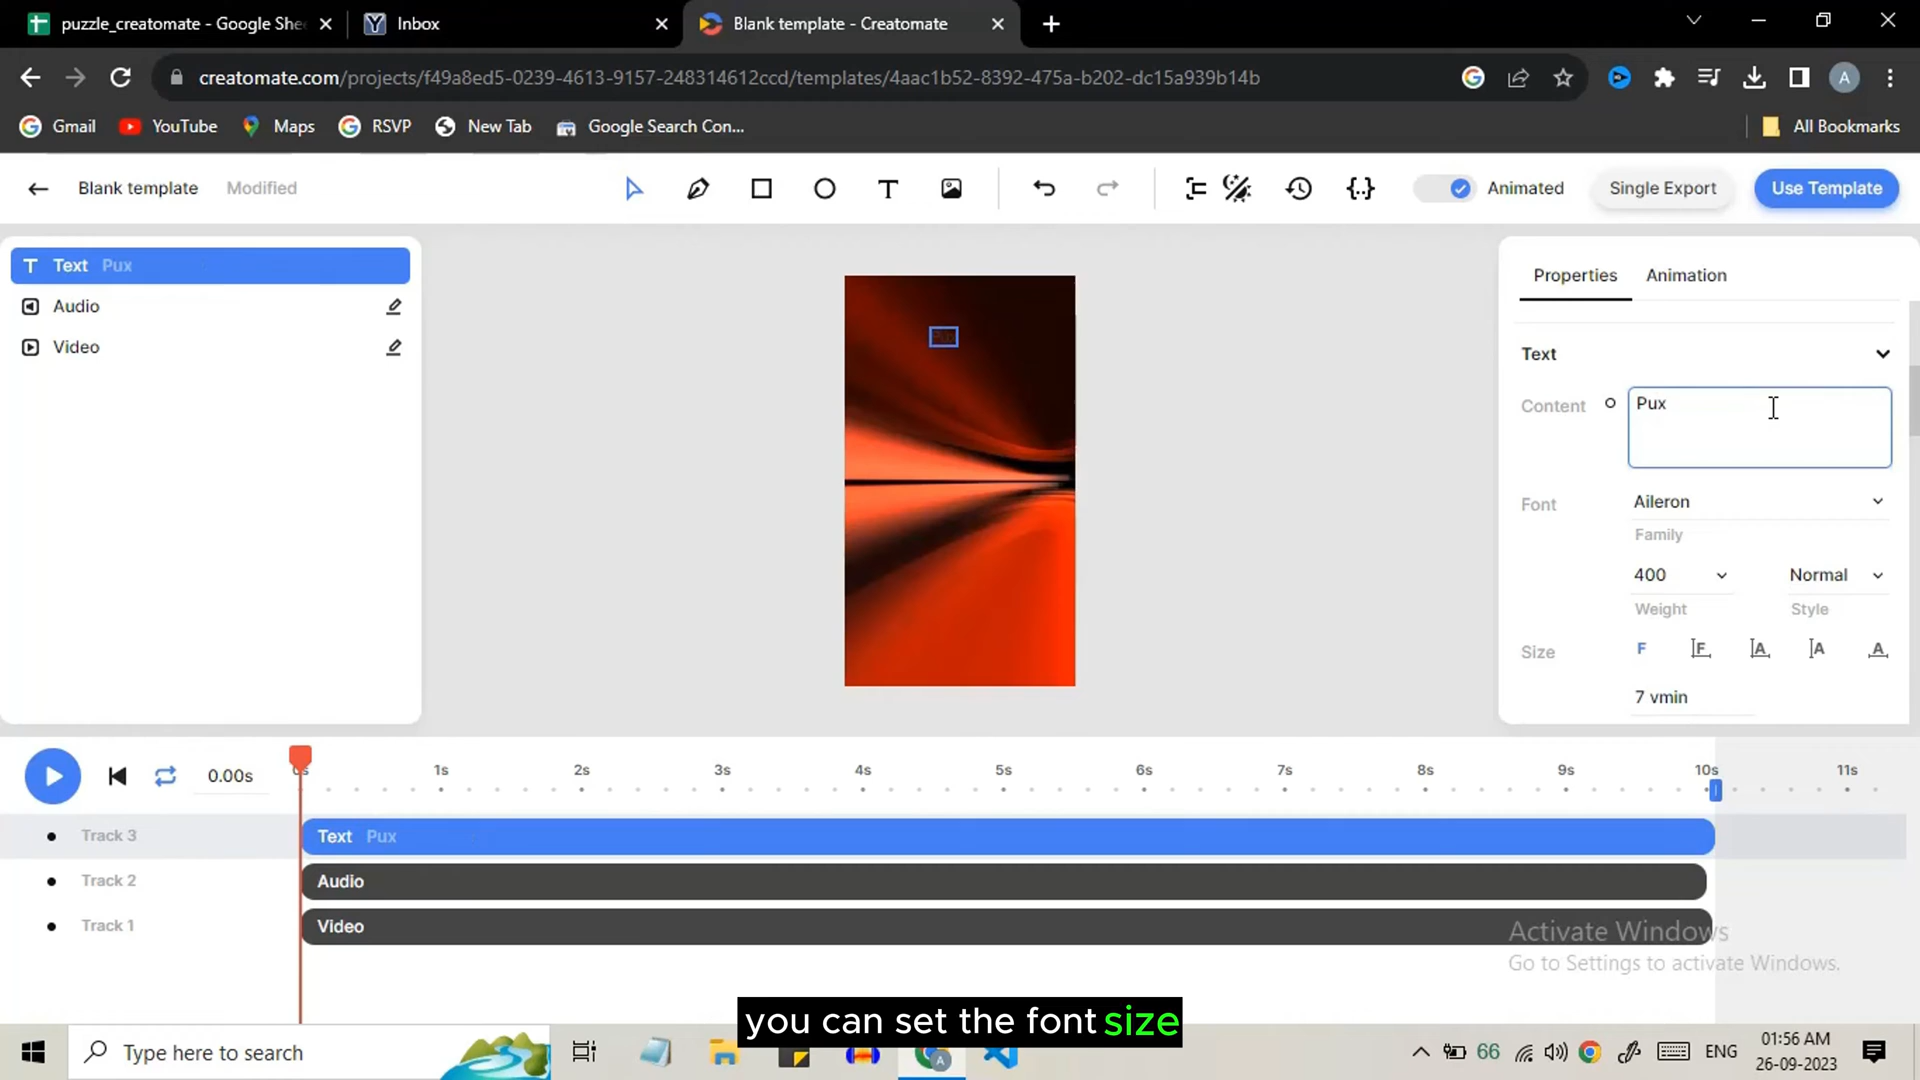 puzzle_creatomate - Google She
Inbox
Blank template - Creatomate
creatomate.com/projects/f49a8ed5-0239-4613-9157-248314612ccd/templates/4aac1b52-8392-475a-b202-dc15a939b14b
A
Gmail
YouTube
Maps
RSVP
New Tab
Google Search Con...
All Bookmarks
Blank template
Modified
Animated
Single Export
Use Template
Text Pux
Audio
Video
Pux
Properties
Animation
Text
Content
Pux
Font
Aileron
Family
400
Normal
Weight
Style
Size
7 vmin
0.00s
0s 1s 2s 3s 4s 5s 6s 7s 8s 9s 10s 11s
Track 3
Text Pux
Track 2
Audio
Track 1
Video
Activate Windows
Go to Settings to activate Windows.
you can set the font size
Type here to search
66
ENG
01:56 AM
26-09-2023